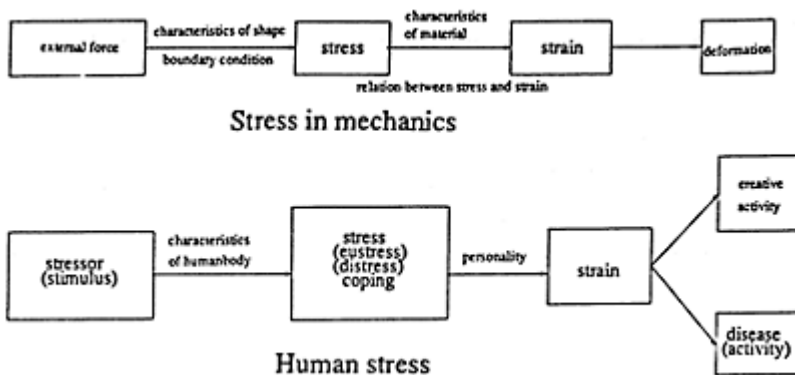 external force
characteristics of shape
boundary condition
stress
characteristics
of material
relation between stress and strain
strain
deformation
Stress in mechanics
stressor
(stimulus)
characteristics
of humanbody
stress
(eustress)
(distress)
coping
personality
strain
creative
activity
disease
(activity)
Human stress